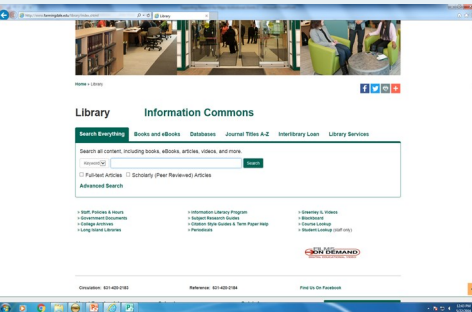 Home > Library
Library Information Commons
Search Everything Books and eBooks Databases Journal Titles A-Z Interlibrary Loan Library Services
Search all content, including books, eBooks, articles, videos, and more.
Keyword Search
Full-text Articles Scholarly (Peer Reviewed) Articles
Advanced Search
> Staff, Policies & Hours > Information Literacy Program > Greenley IL Videos
> Government Documents > Subject Research Guides > Blackboard
> College Archives > Citation Style Guides & Term Paper Help > Course Lookup
> Long Island Libraries > Periodicals > Student Lookup (staff only)
FILMS
ON DEMAND
Circulation: 631-420-2183 Reference: 631-420-2184 Find Us On Facebook